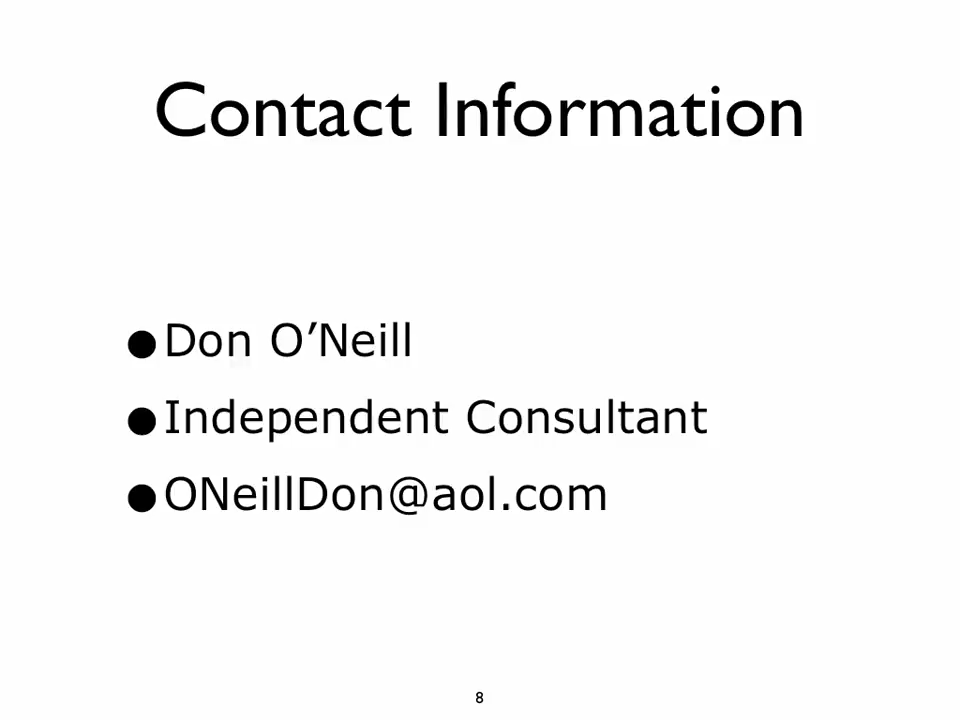 Contact Information
●Don O’Neill
●Independent Consultant
●ONeillDon@aol.com
8